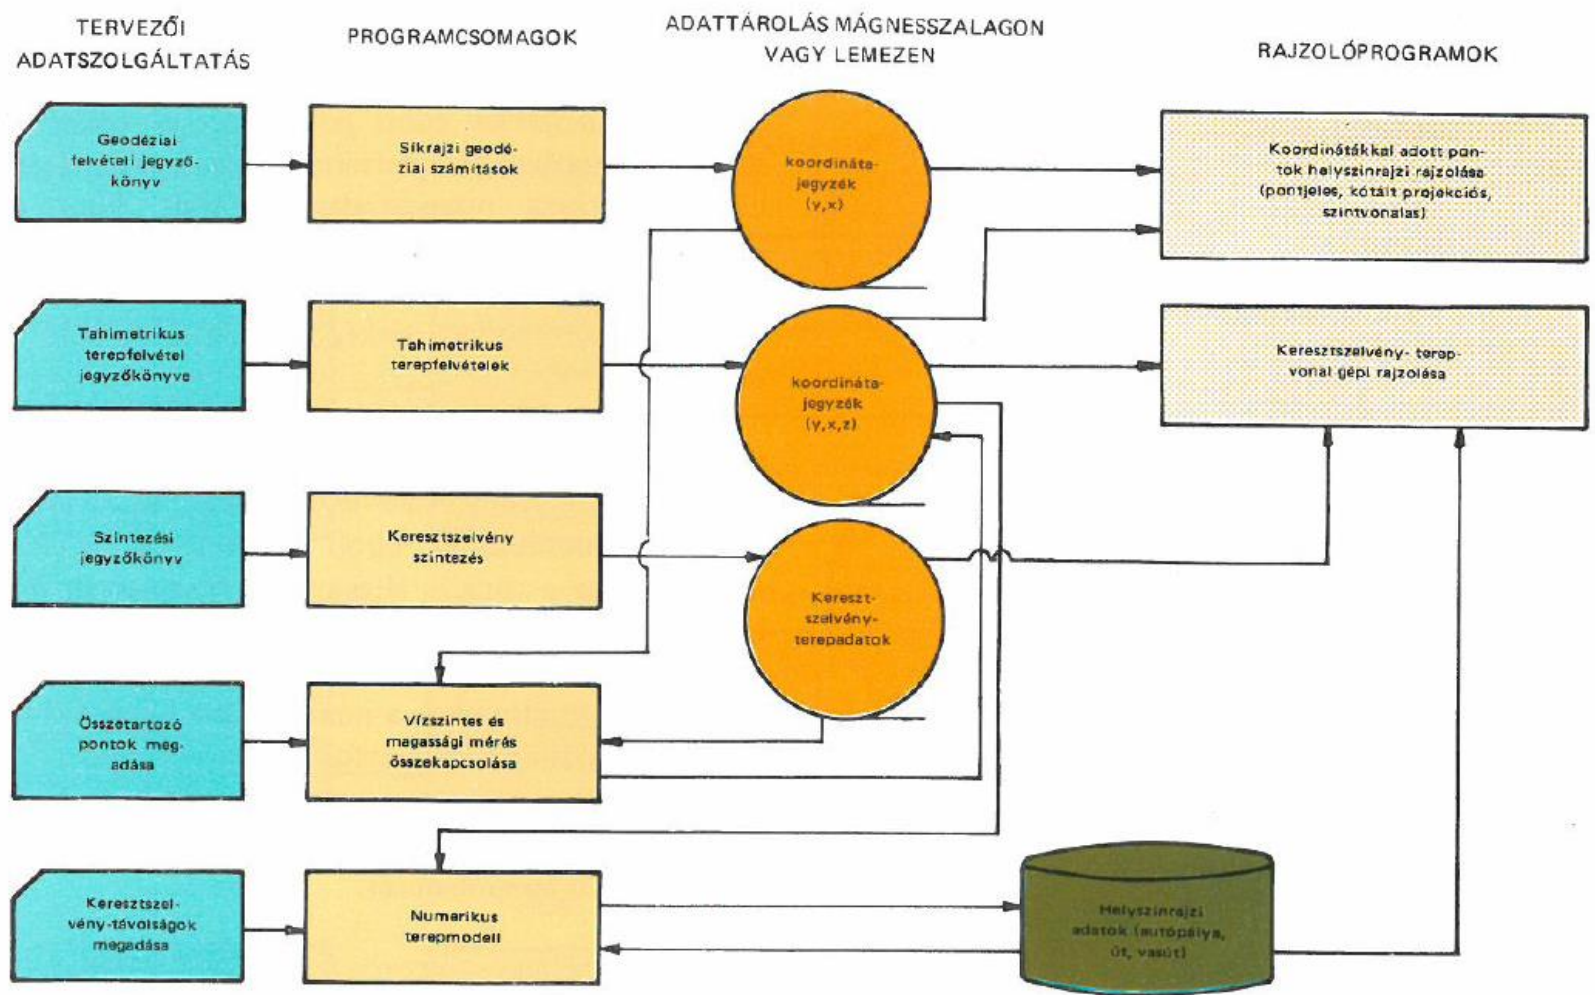 TERVEZŐI
ADATSZOLGÁLTATÁS
PROGRAMCSOMAGOK
ADATTÁROLÁS MÁGNESSZALAGON
VAGY LEMEZEN
RAJZOLÓPROGRAMOK
Geodéziai
felvételi jegyző-
könyv
Síkrajzi geodé-
ziai számítások
koordináta-
jegyzék
(y,x)
Koordinátákkal adott pon-
tok helyszínrajzi rajzolása
(pontjeles, kótált projekciós,
szintvonalas)
Tahimetrikus
terepfelvétel
jegyzőkönyve
Tahimetrikus
terepfelvételek
koordináta-
jegyzék
(y,x,z)
Keresztszelvény- terep-
vonal gépi rajzolása
Szintezési
jegyzőkönyv
Keresztszelvény
szintezés
Kereszt-
szelvény-
terepadatok
Összetartozó
pontok meg-
adása
Vízszintes és
magassági mérés
összekapcsolása
Keresztszel-
vény-távolságok
megadása
Numerikus
terepmodell
Helyszínrajzi
adatok (autópálya,
út, vasút)